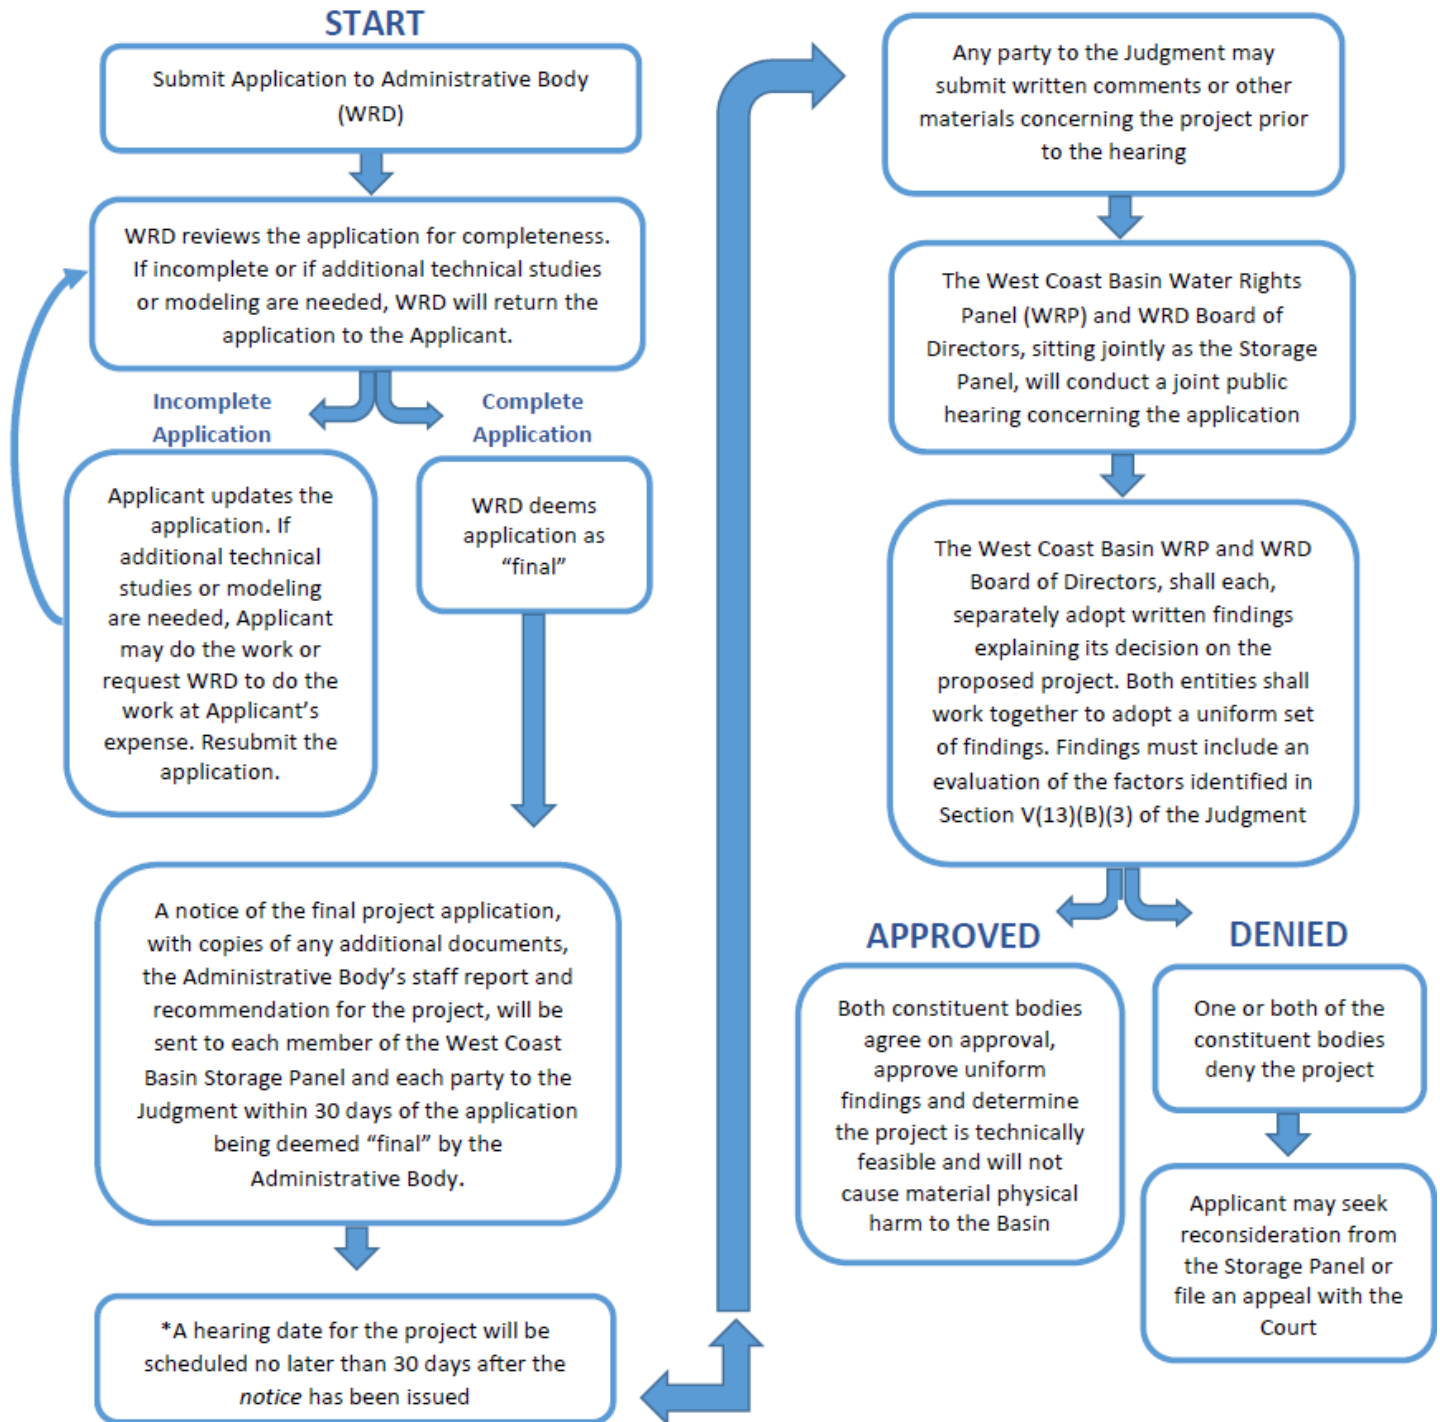 START
Submit Application to Administrative Body
(WRD)
WRD reviews the application for completeness.
If incomplete or if additional technical studies
or modeling are needed, WRD will return the
application to the Applicant.
Incomplete
Application
Complete
Application
Applicant updates the
application. If
additional technical
studies or modeling
are needed, Applicant
may do the work or
request WRD to do the
work at Applicant’s
expense. Resubmit the
application.
WRD deems
application as
“final”
A notice of the final project application,
with copies of any additional documents,
the Administrative Body’s staff report and
recommendation for the project, will be
sent to each member of the West Coast
Basin Storage Panel and each party to the
Judgment within 30 days of the application
being deemed “final” by the
Administrative Body.
*A hearing date for the project will be
scheduled no later than 30 days after the
notice has been issued
Any party to the Judgment may
submit written comments or other
materials concerning the project prior
to the hearing
The West Coast Basin Water Rights
Panel (WRP) and WRD Board of
Directors, sitting jointly as the Storage
Panel, will conduct a joint public
hearing concerning the application
The West Coast Basin WRP and WRD
Board of Directors, shall each,
separately adopt written findings
explaining its decision on the
proposed project. Both entities shall
work together to adopt a uniform set
of findings. Findings must include an
evaluation of the factors identified in
Section V(13)(B)(3) of the Judgment
APPROVED
Both constituent bodies
agree on approval,
approve uniform
findings and determine
the project is technically
feasible and will not
cause material physical
harm to the Basin
DENIED
One or both of the
constituent bodies
deny the project
Applicant may seek
reconsideration from
the Storage Panel or
file an appeal with the
Court